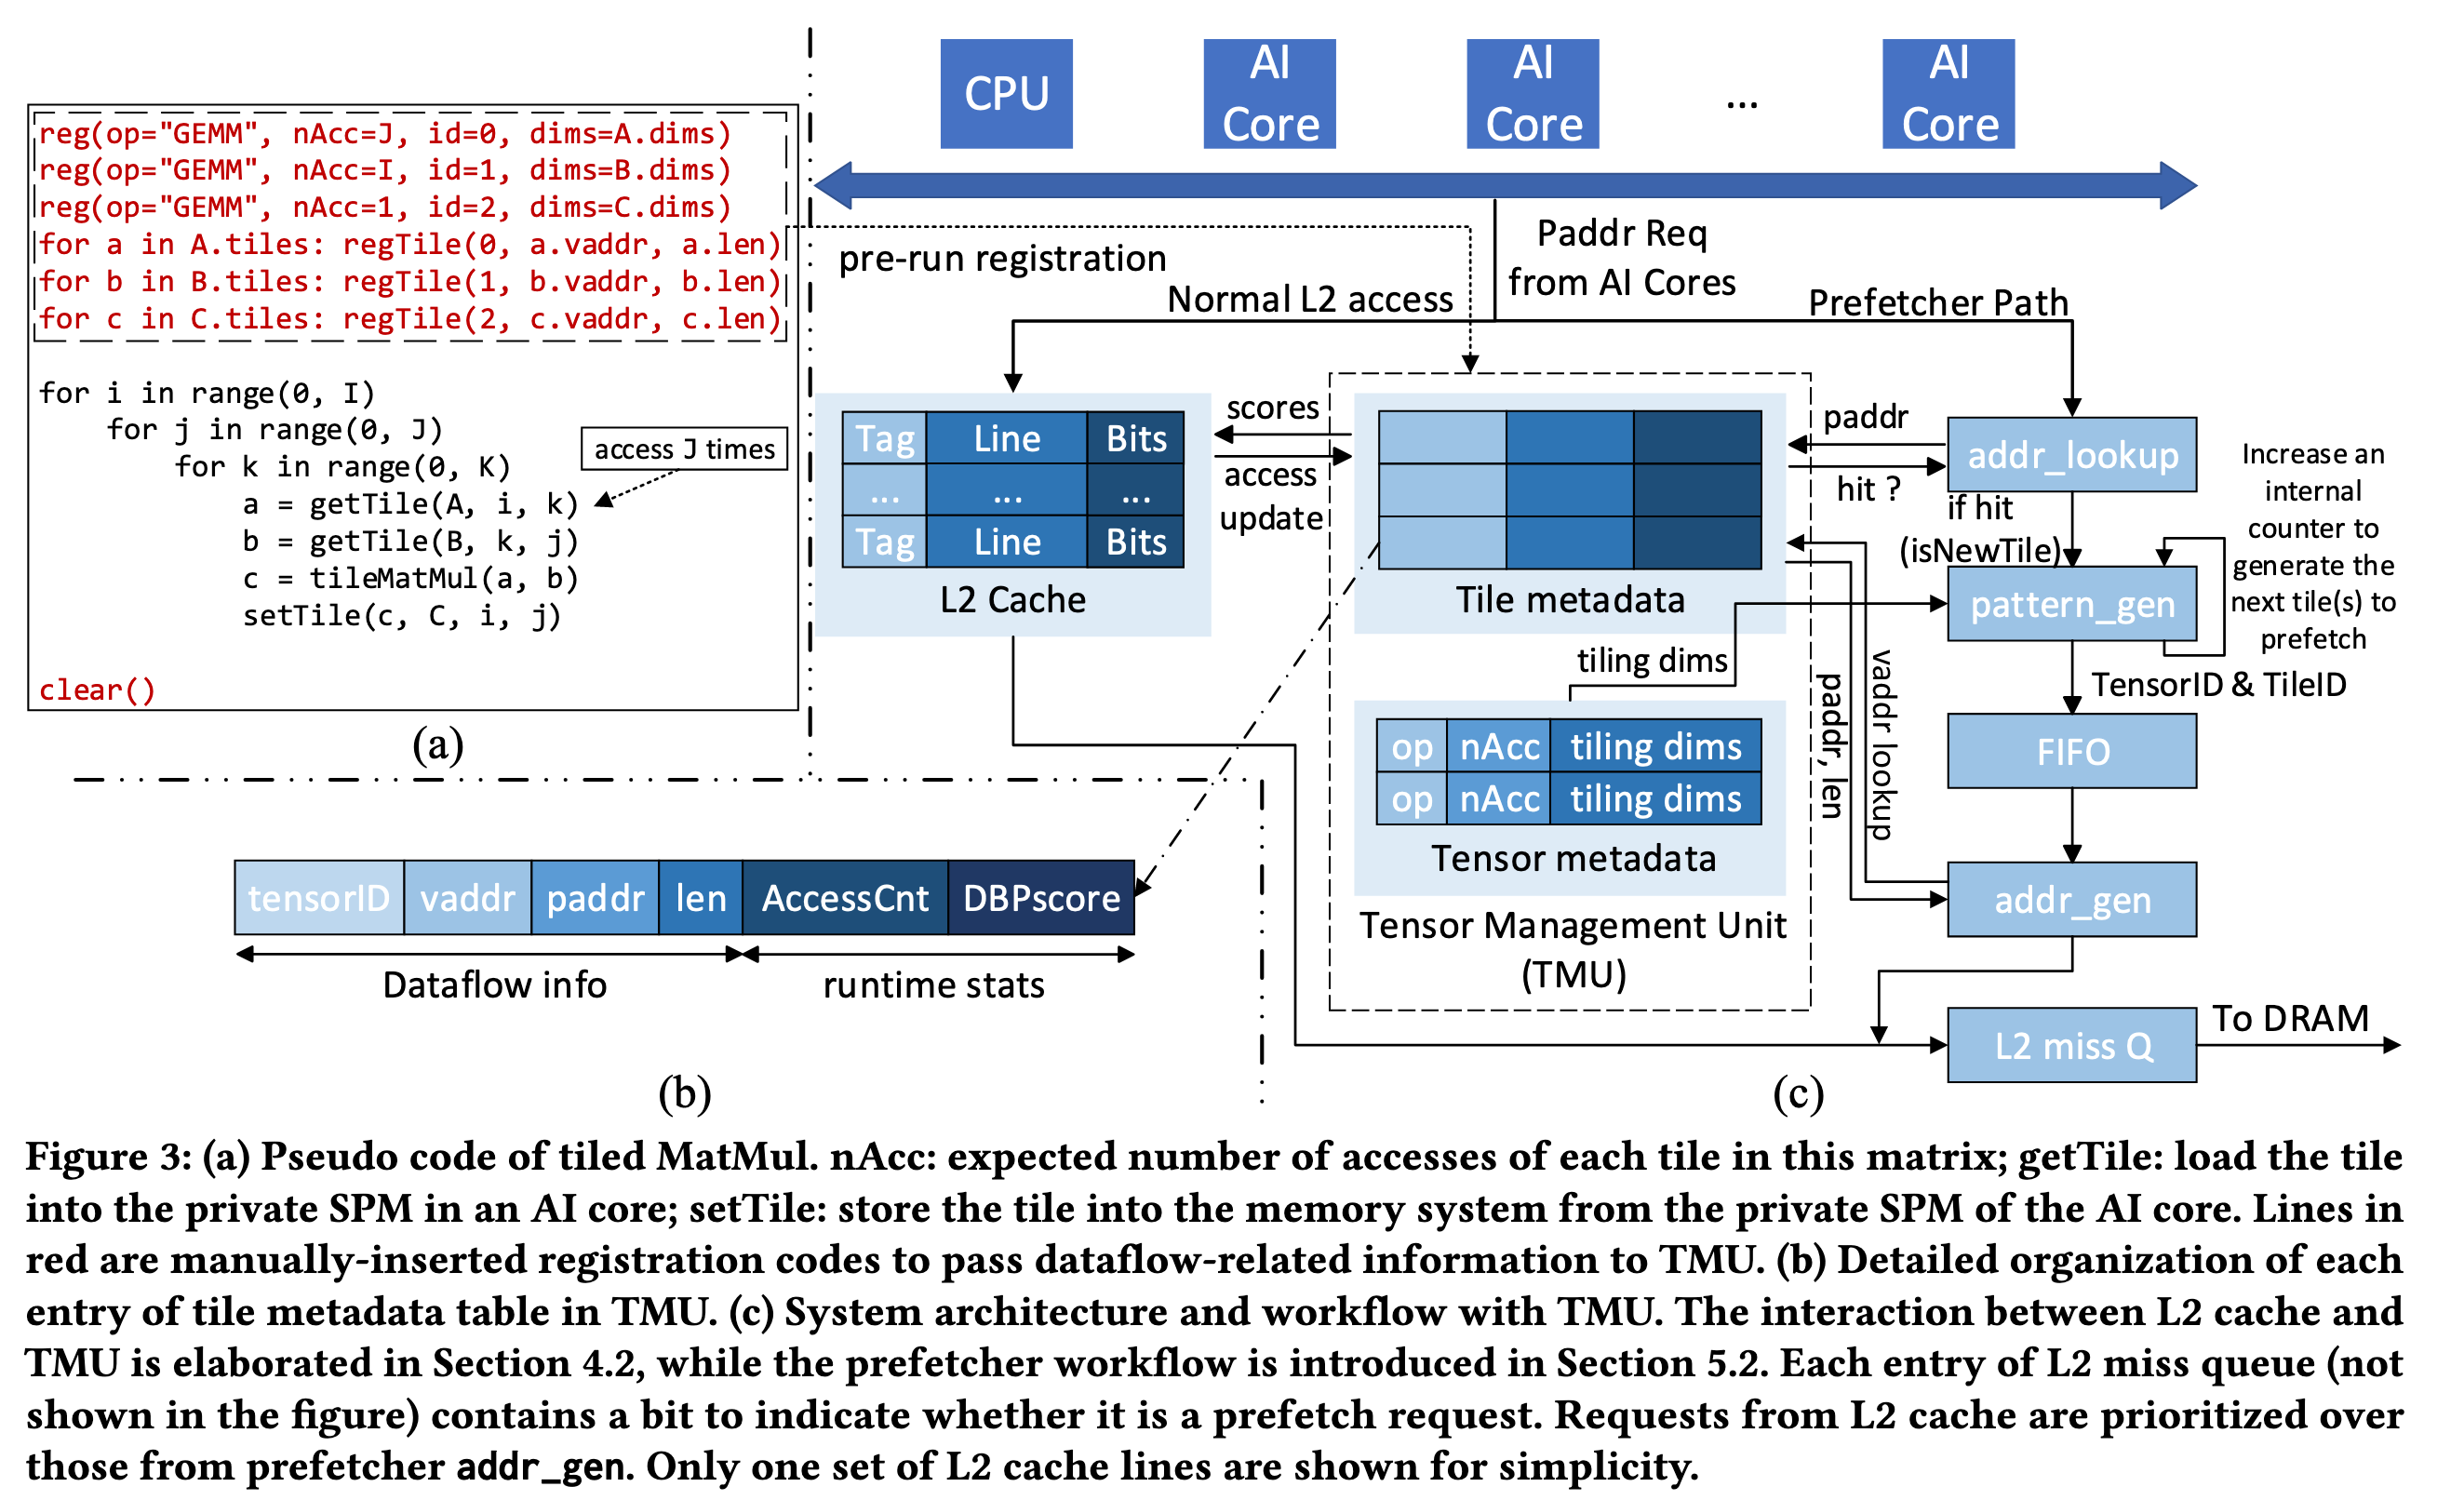 reg(op="GEMM", nAcc=J, id=0, dims=A.dims)
reg(op="GEMM", nAcc=I, id=1, dims=B.dims)
reg(op="GEMM", nAcc=1, id=2, dims=C.dims)
for a in A.tiles: regTile(0, a.vaddr, a.len)
for b in B.tiles: regTile(1, b.vaddr, b.len)
for c in C.tiles: regTile(2, c.vaddr, c.len)
for i in range(0, I)
for j in range(0, J)
for k in range(0, K)
access J times
a = getTile(A, i, k)
b = getTile(B, k, j)
c = tileMatMul(a, b)
setTile(c, C, i, j)
clear()
(a)
tensorID vaddr paddr len AccessCnt DBPscore
Dataflow info
runtime stats
(b)
CPU
AI
Core
AI
Core
...
AI
Core
pre-run registration
Paddr Req
from AI Cores
Normal L2 access
Prefetcher Path
Tag Line Bits
... ... ...
Tag Line Bits
L2 Cache
scores
access
update
Tile metadata
tiling dims
op nAcc tiling dims
op nAcc tiling dims
Tensor metadata
Tensor Management Unit
(TMU)
paddr
hit ?
addr_lookup
if hit
(isNewTile)
Increase an
internal
counter to
generate the
next tile(s) to
prefetch
pattern_gen
TensorID & TileID
FIFO
vaddr lookup
paddr, len
addr_gen
L2 miss Q
To DRAM
(c)
Figure 3: (a) Pseudo code of tiled MatMul. nAcc: expected number of accesses of each tile in this matrix; getTile: load the tile
into the private SPM in an AI core; setTile: store the tile into the memory system from the private SPM of the AI core. Lines in
red are manually-inserted registration codes to pass dataflow-related information to TMU. (b) Detailed organization of each
entry of tile metadata table in TMU. (c) System architecture and workflow with TMU. The interaction between L2 cache and
TMU is elaborated in Section 4.2, while the prefetcher workflow is introduced in Section 5.2. Each entry of L2 miss queue (not
shown in the figure) contains a bit to indicate whether it is a prefetch request. Requests from L2 cache are prioritized over
those from prefetcher addr_gen. Only one set of L2 cache lines are shown for simplicity.